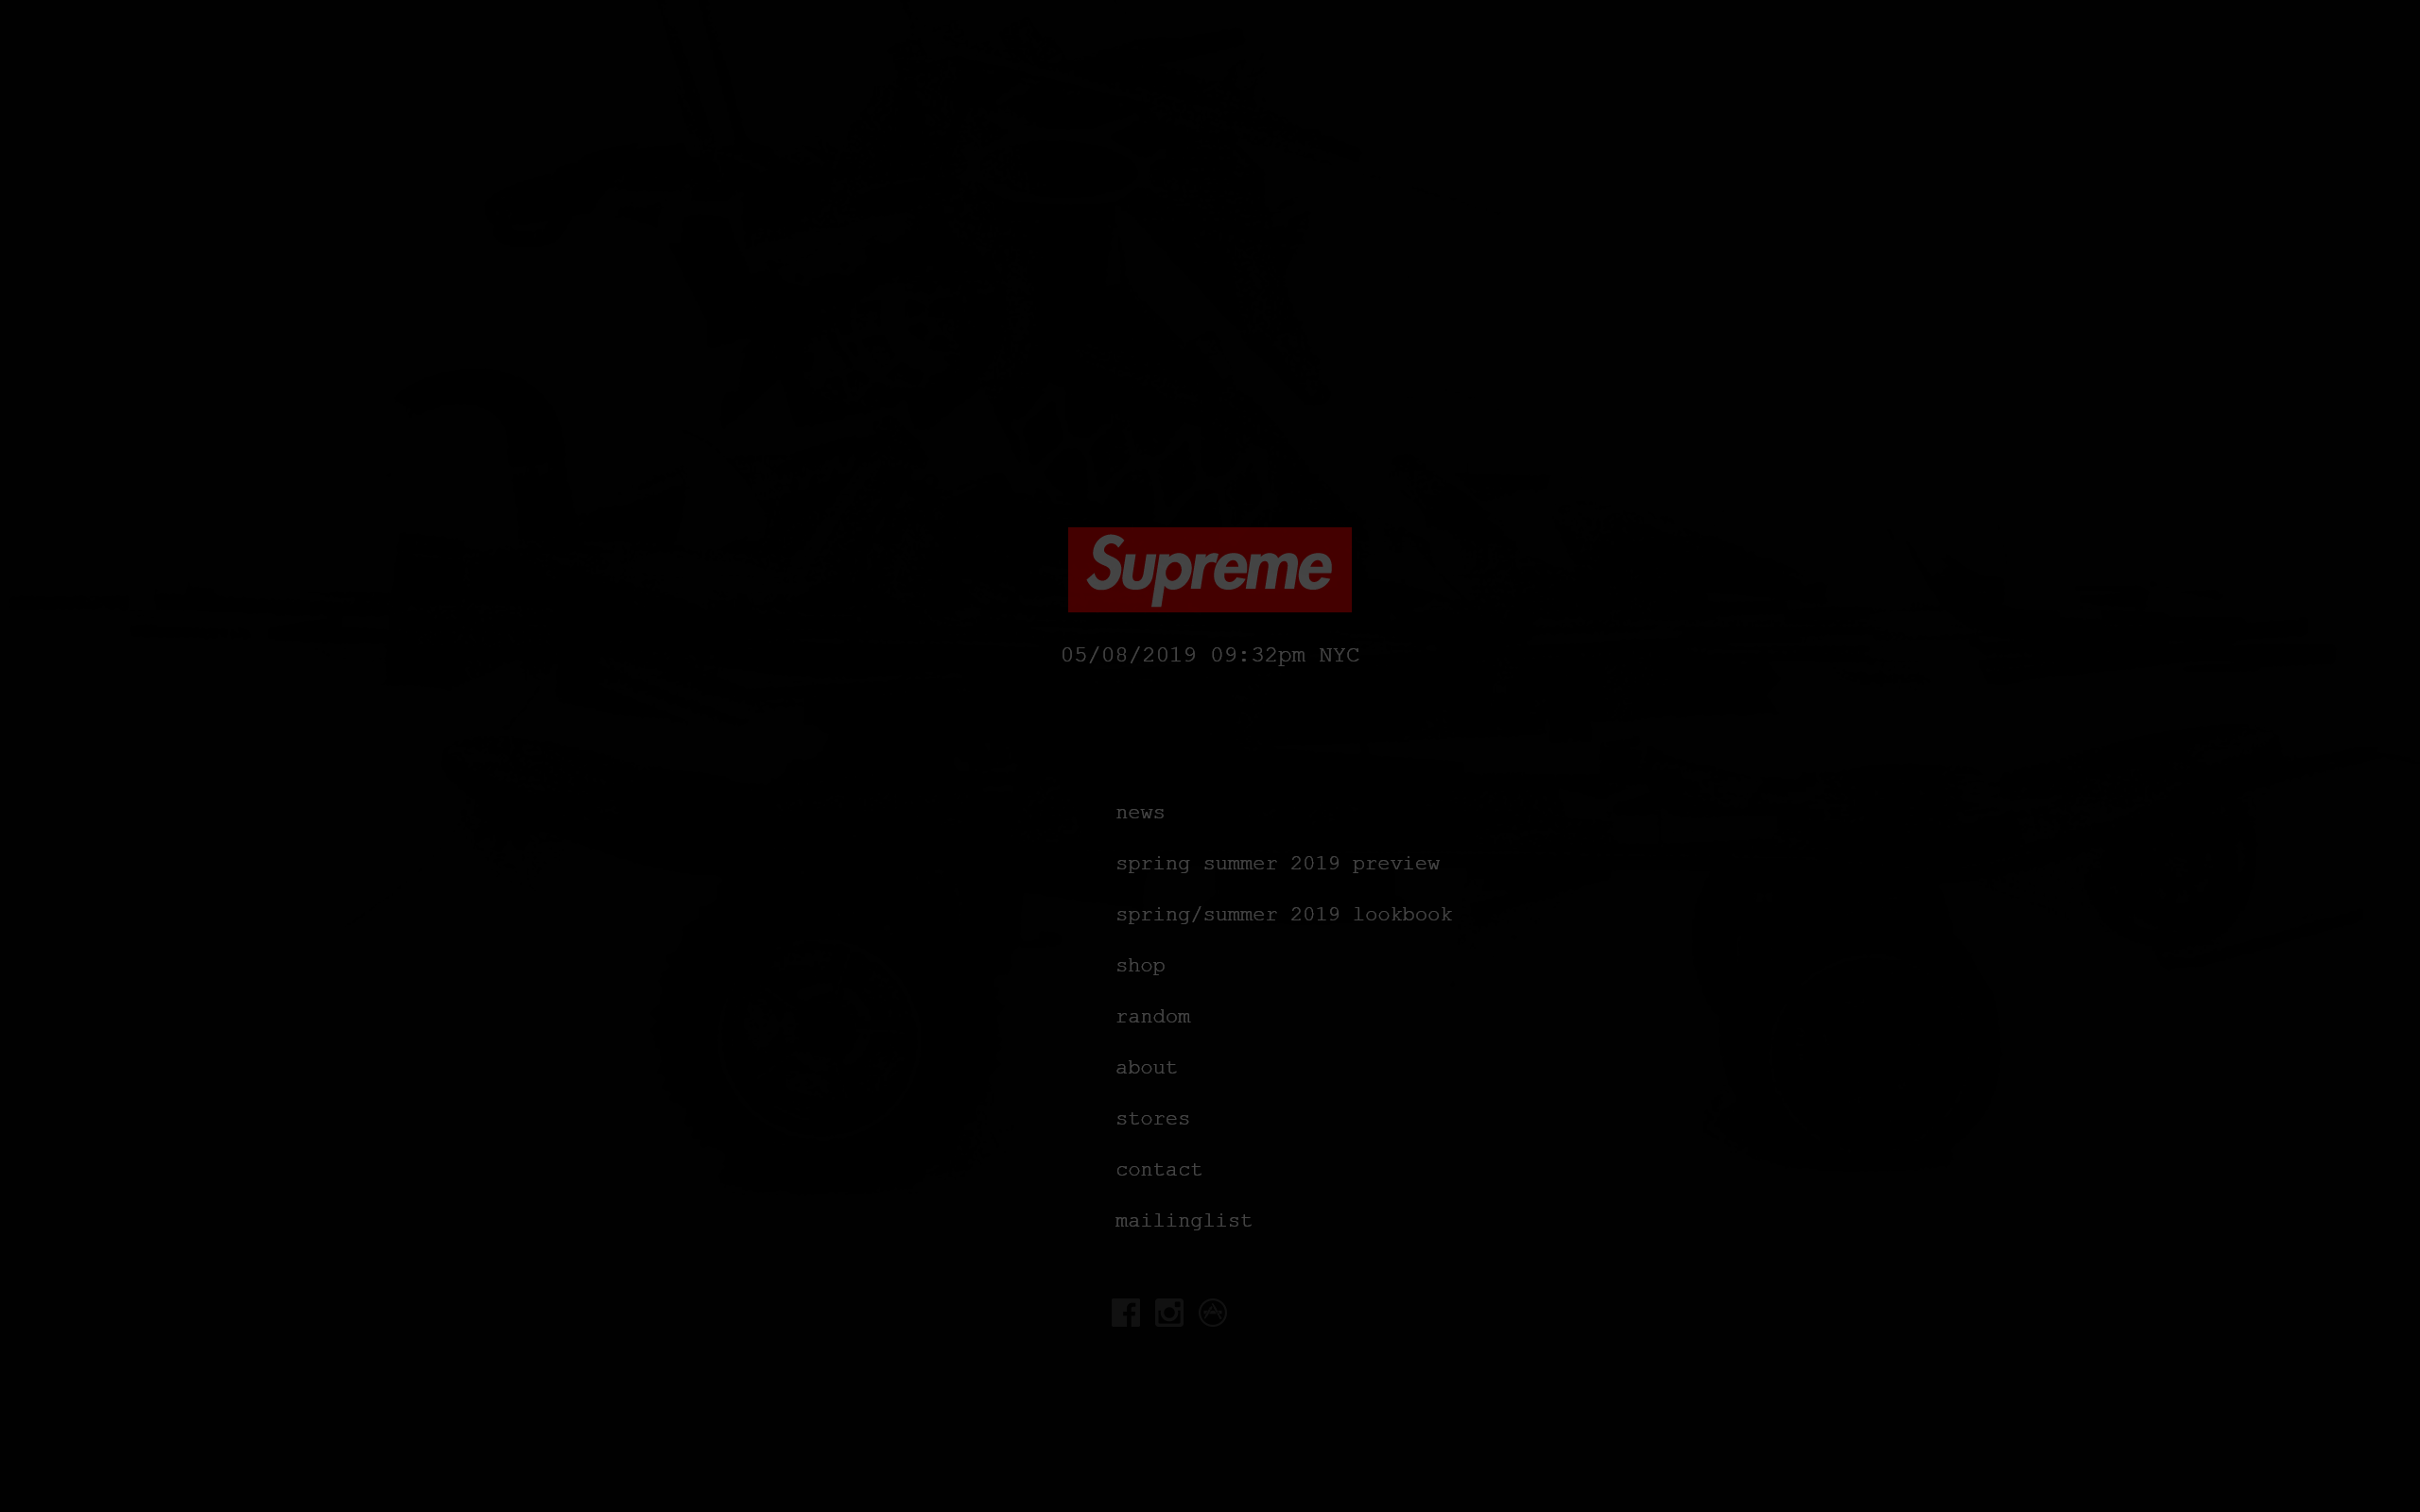 Supreme
05/08/2019 09:32pm NYC
news
spring summer 2019 preview
spring/summer 2019 lookbook
shop
random
about
stores
contact
mailinglist